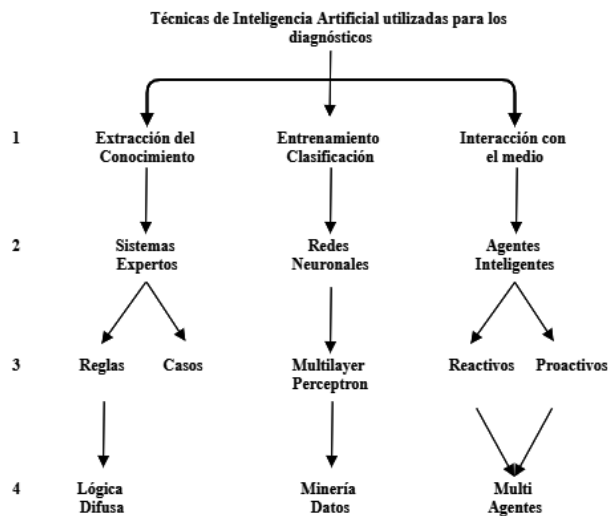 Técnicas de Inteligencia Artificial utilizadas para los
diagnósticos
1 Extracción del Entrenamiento Interacción con
Conocimiento Clasificación el medio
2 Sistemas Redes Agentes
Expertos Neuronales Inteligentes
3 Reglas Casos Multilayer Reactivos Proactivos
Perceptron
4 Lógica Minería Multi
Difusa Datos Agentes